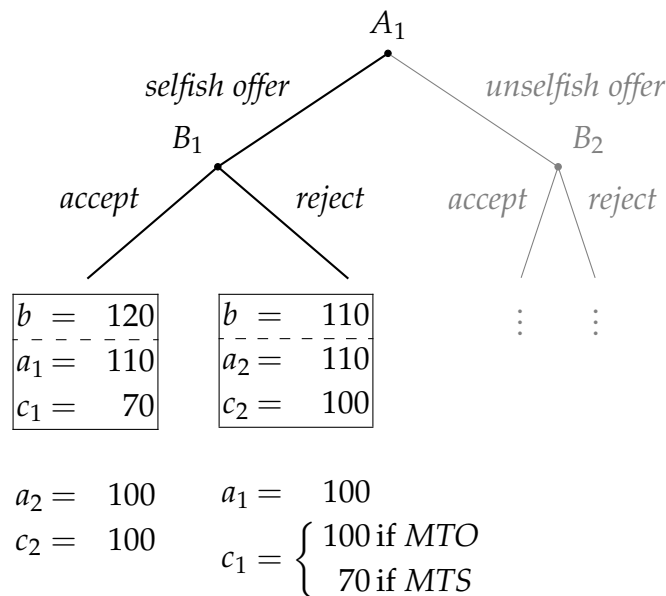 A₁
selfish offer unselfish offer
B₁ B₂
accept reject accept reject
b = 120 b = 110 ⋮ ⋮
a₁ = 110 a₂ = 110
c₁ = 70 c₂ = 100
a₂ = 100 a₁ = 100
c₂ = 100 c₁ = { 100 if MTO
70 if MTS